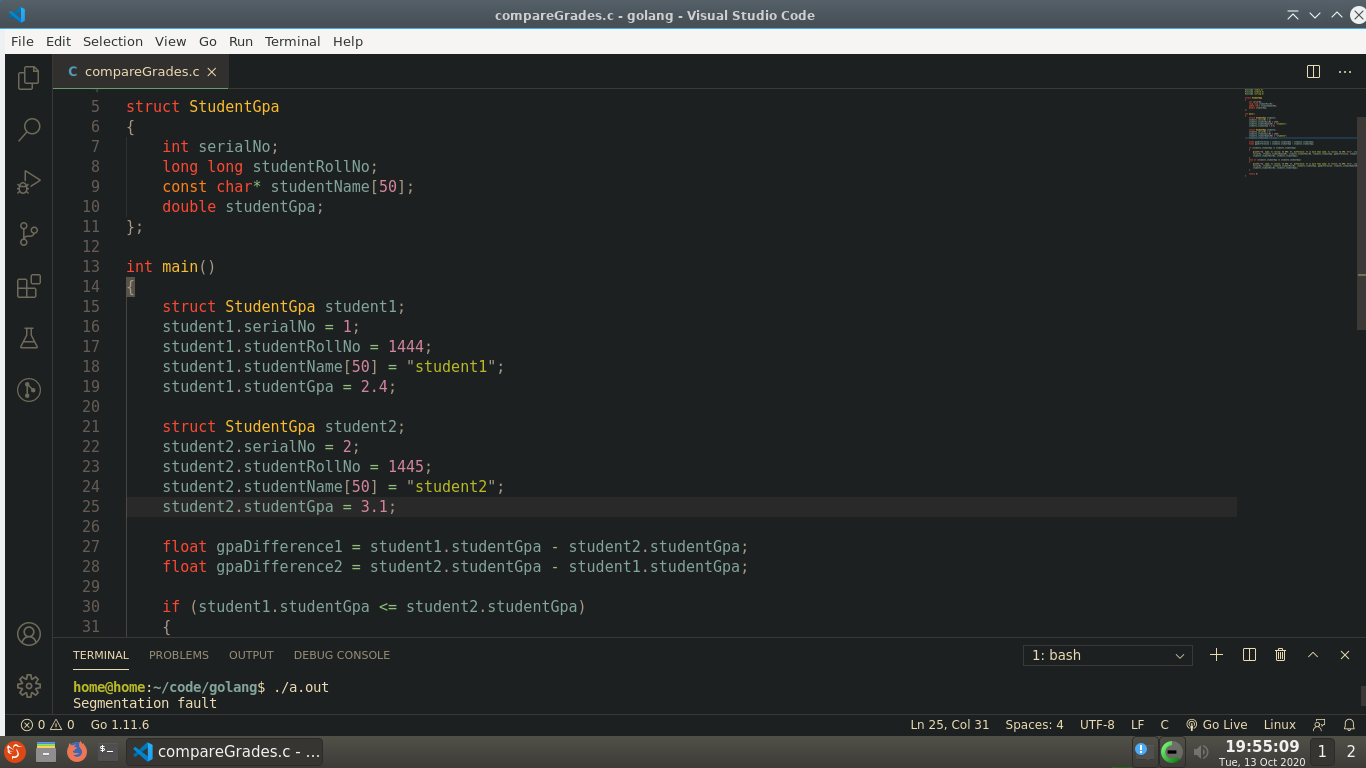 compareGrades.c - golang - Visual Studio Code
File Edit Selection View Go Run Terminal Help
C compareGrades.c
5 struct StudentGpa
6 {
7 int serialNo;
8 long long studentRollNo;
9 const char* studentName[50];
10 double studentGpa;
11 };
12
13 int main()
14 {
15 struct StudentGpa student1;
16 student1.serialNo = 1;
17 student1.studentRollNo = 1444;
18 student1.studentName[50] = "student1";
19 student1.studentGpa = 2.4;
20
21 struct StudentGpa student2;
22 student2.serialNo = 2;
23 student2.studentRollNo = 1445;
24 student2.studentName[50] = "student2";
25 student2.studentGpa = 3.1;
26
27 float gpaDifference1 = student1.studentGpa - student2.studentGpa;
28 float gpaDifference2 = student2.studentGpa - student1.studentGpa;
29
30 if (student1.studentGpa <= student2.studentGpa)
31 {
TERMINAL PROBLEMS OUTPUT DEBUG CONSOLE 1: bash
home@home:~/code/golang$ ./a.out
Segmentation fault
0 0 Go 1.11.6 Ln 25, Col 31 Spaces: 4 UTF-8 LF C Go Live Linux
compareGrades.c - ... 19:55:09 1 2
Tue, 13 Oct 2020